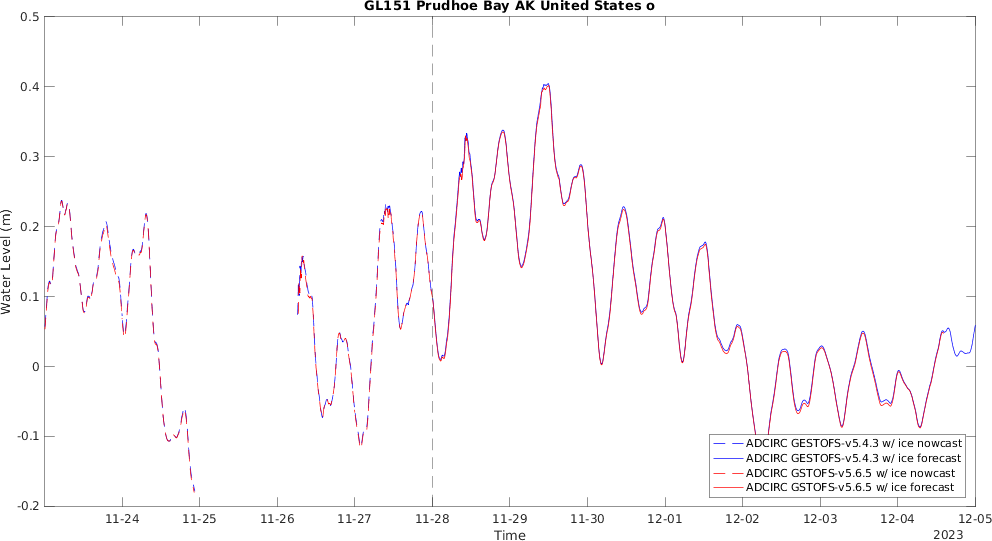 GL151 Prudhoe Bay AK United States o
0.5
0.4
0.3
0.2
0.1
0
-0.1
-0.2
Water Level (m)
ADCIRC GESTOFS-v5.4.3 w/ ice nowcast
ADCIRC GESTOFS-v5.4.3 w/ ice forecast
ADCIRC GSTOFS-v5.6.5 w/ ice nowcast
ADCIRC GSTOFS-v5.6.5 w/ ice forecast
11-24 11-25 11-26 11-27 11-28 11-29 11-30 12-01 12-02 12-03 12-04 12-05
Time
2023